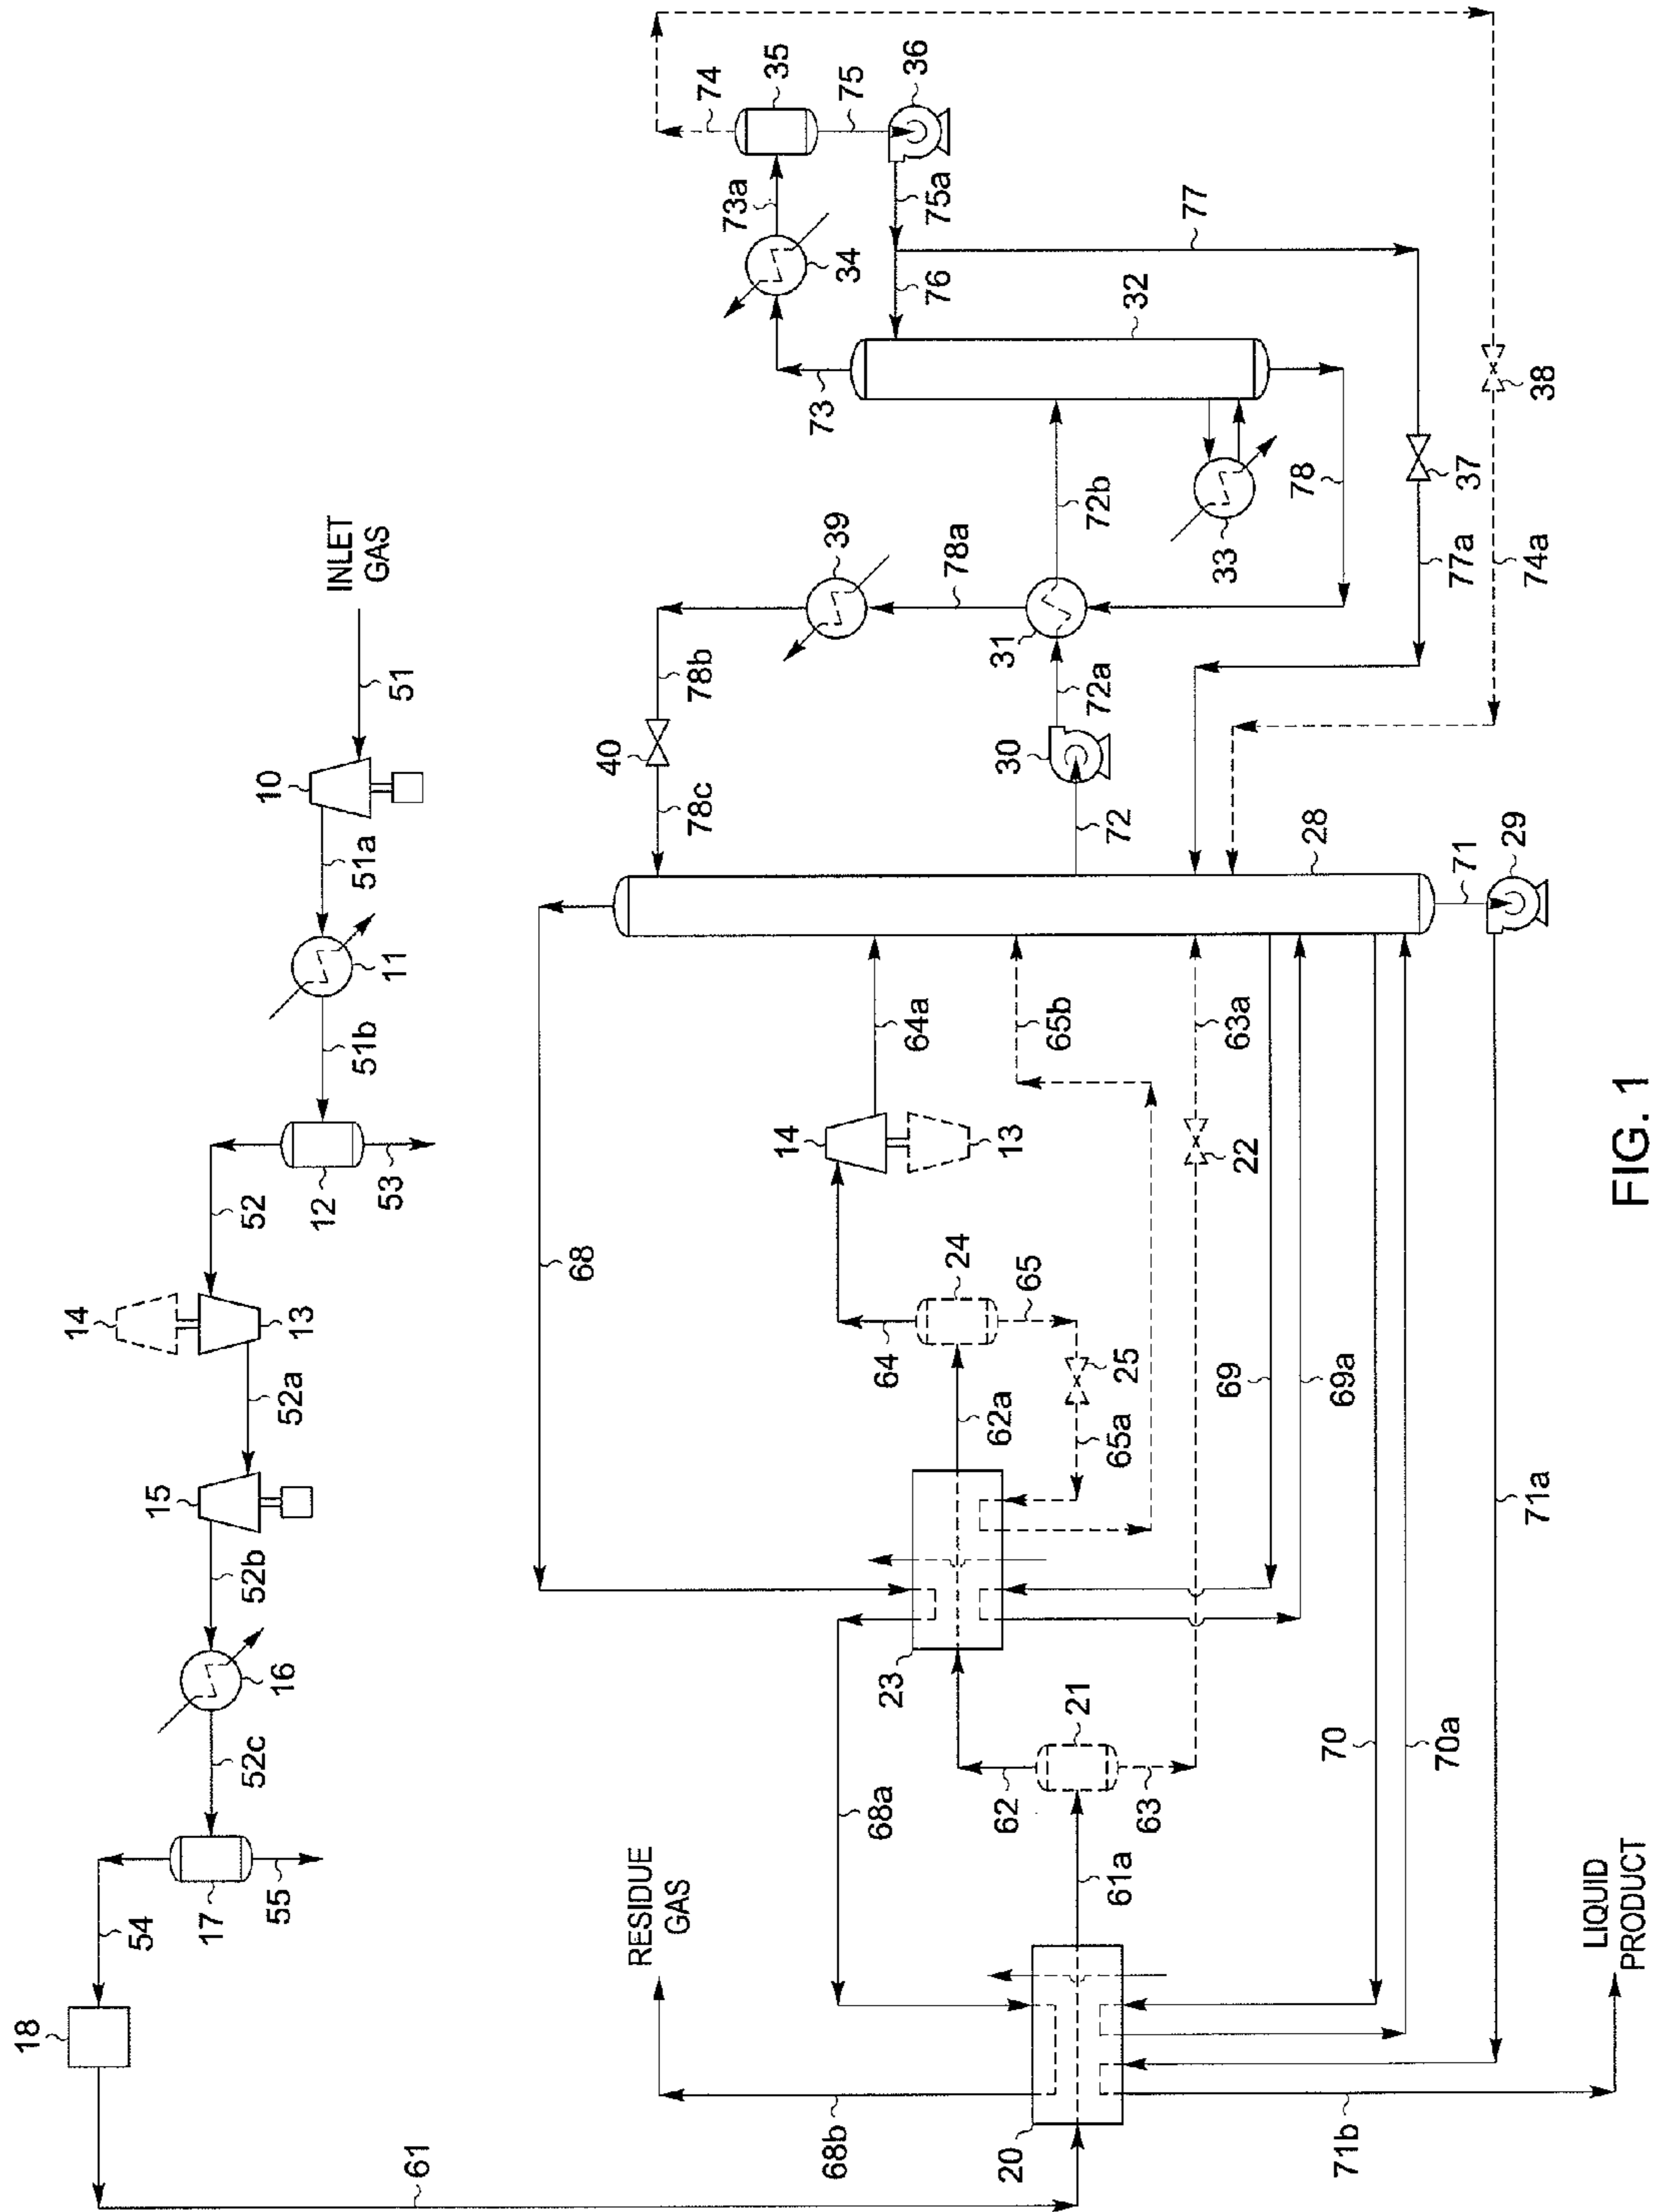 INLET
GAS
51
10
51a
11
51b
12
53
52
14
13
52a
15
52b
16
52c
17
55
54
18
61
74
35
75
36
73a
34
75a
76
77
73
32
38
37
78
33
72b
39
78a
31
72a
78b
40
78c
30
72
77a
74a
28
71
29
68
64a
65b
63a
14
13
22
24
65
64
25
65a
62a
69
69a
71a
23
21
62
63
68a
70
70a
61a
RESIDUE
GAS
LIQUID
PRODUCT
68b
20
71b
FIG. 1